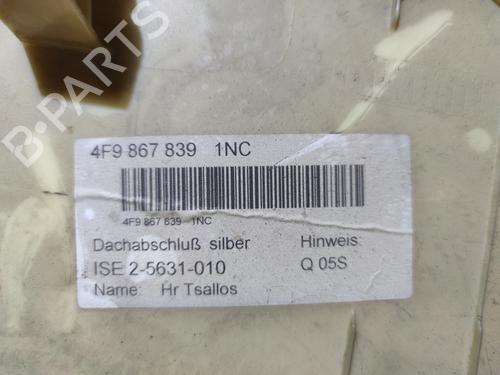 4F9 867 839 1NC
4F9 867 839 1NC
Dachabschluß silber Hinweis:
ISE 2-5631-010 Q 05S
Name: Hr Tsallos
B-PARTS